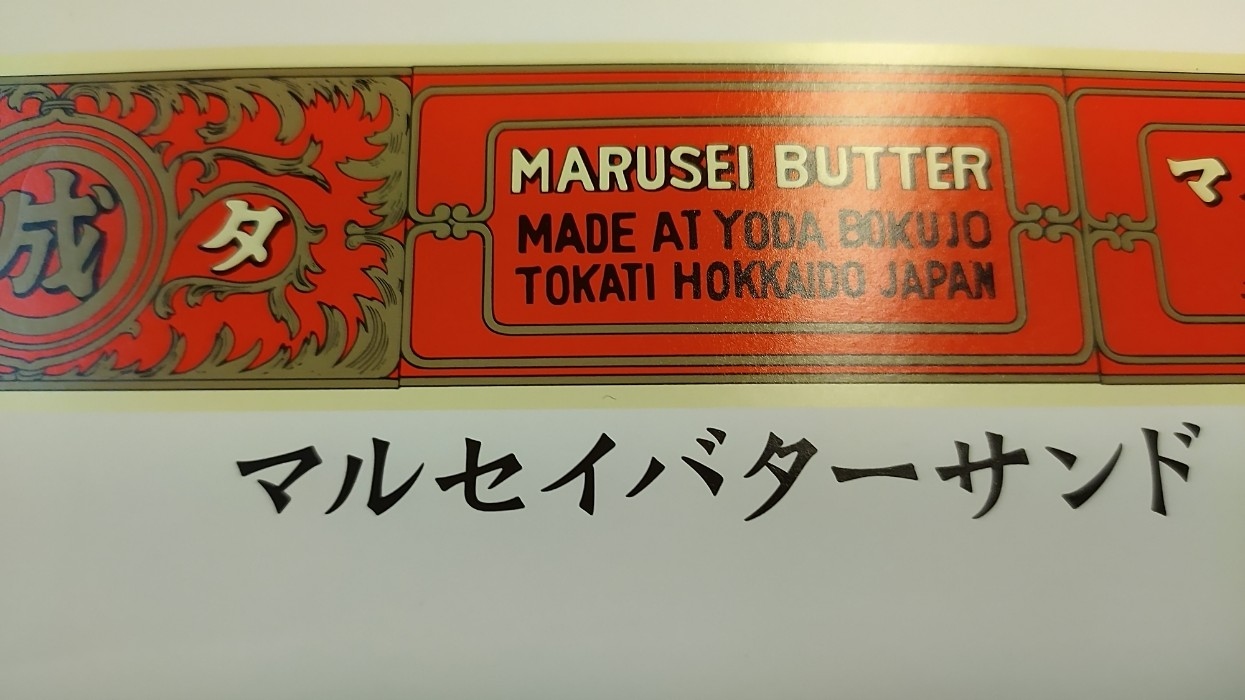 成
タ
MARUSEI BUTTER
MADE AT YODA BOKUJO
TOKATI HOKKAIDO JAPAN
マ
マルセイバターサンド